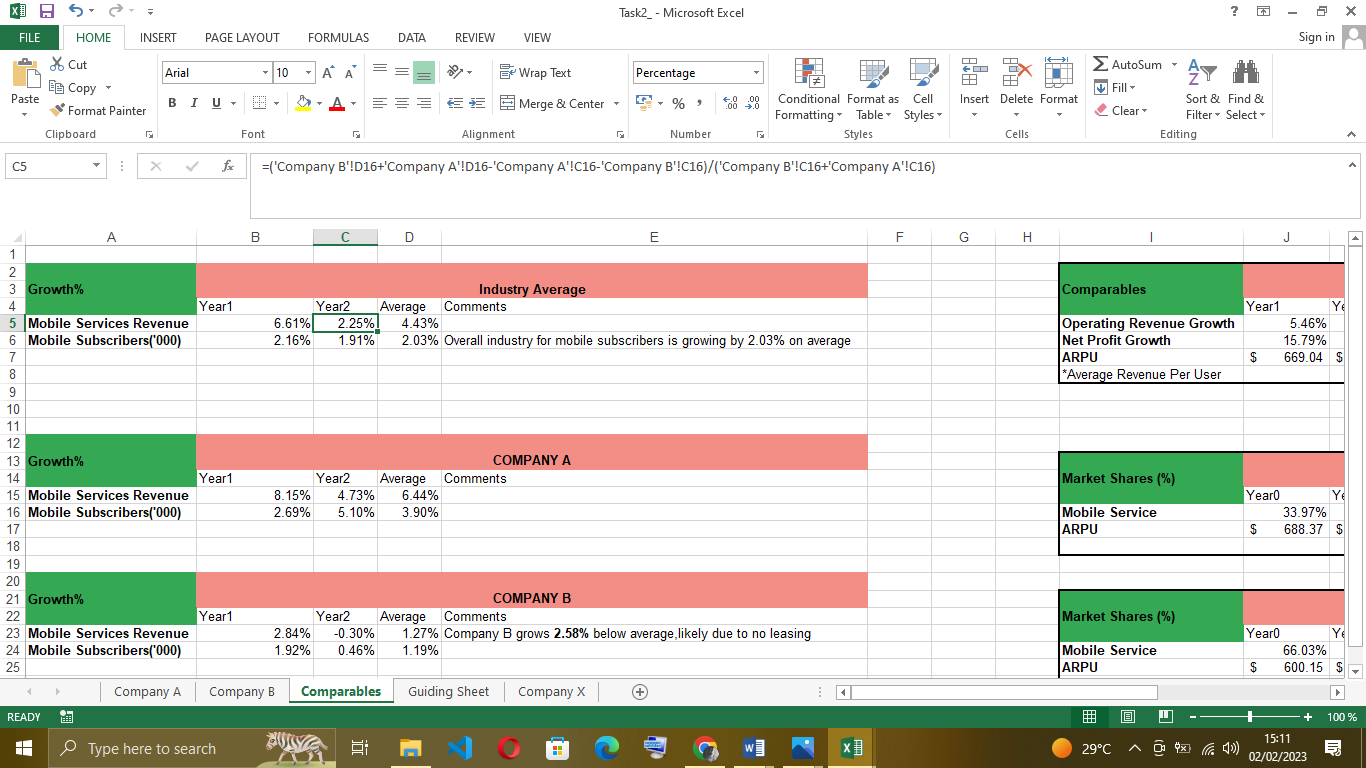 Task2_ - Microsoft Excel
FILE HOME INSERT PAGE LAYOUT FORMULAS DATA REVIEW VIEW Sign in
Paste Cut Copy Format Painter Clipboard
Arial 10 B I U Font
Wrap Text Merge & Center Alignment
Percentage % Number
Conditional Formatting Format as Table Cell Styles Styles
Insert Delete Format Cells
AutoSum Fill Clear Sort & Filter Find & Select Editing
C5 fx =('Company B'!D16+'Company A'!D16-'Company A'!C16-'Company B'!C16)/('Company B'!C16+'Company A'!C16)
A B C D E F G H I J
1
2
3 Growth% Industry Average Comparables
4 Year1 Year2 Average Comments Year1 Ye
5 Mobile Services Revenue 6.61% 2.25% 4.43% Operating Revenue Growth 5.46%
6 Mobile Subscribers('000) 2.16% 1.91% 2.03% Overall industry for mobile subscribers is growing by 2.03% on average Net Profit Growth 15.79%
7 ARPU $ 669.04 $
8 *Average Revenue Per User
9
10
11
12
13 Growth% COMPANY A
14 Year1 Year2 Average Comments Market Shares (%)
15 Mobile Services Revenue 8.15% 4.73% 6.44% Year0 Ye
16 Mobile Subscribers('000) 2.69% 5.10% 3.90% Mobile Service 33.97%
17 ARPU $ 688.37 $
18
19
20
21 Growth% COMPANY B
22 Year1 Year2 Average Comments Market Shares (%)
23 Mobile Services Revenue 2.84% -0.30% 1.27% Company B grows 2.58% below average,likely due to no leasing Year0 Ye
24 Mobile Subscribers('000) 1.92% 0.46% 1.19% Mobile Service 66.03%
25 ARPU $ 600.15 $
Company A Company B Comparables Guiding Sheet Company X
READY 100 %
Type here to search 29°C 15:11
02/02/2023